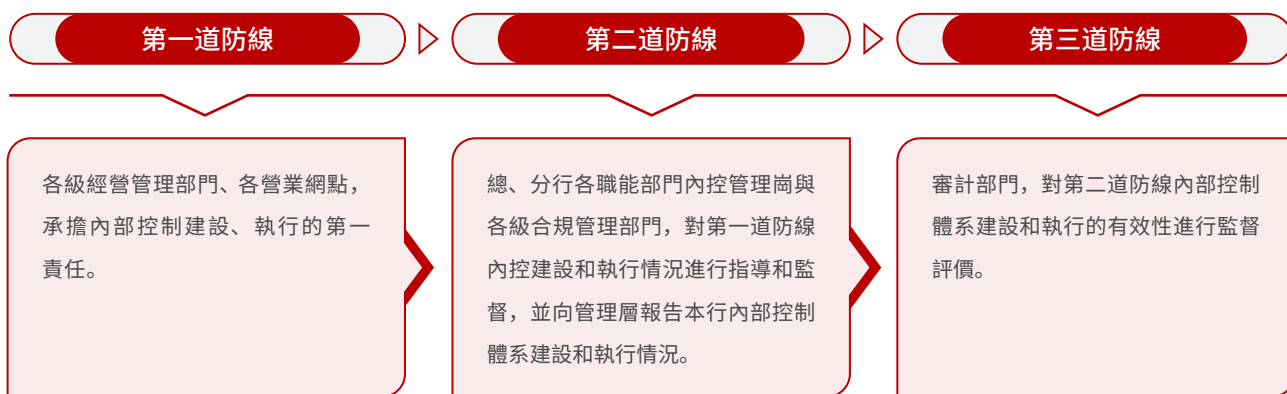 第一道防線
第二道防線
第三道防線
各級經營管理部門、各營業網點，
承擔內部控制建設、執行的第一
責任。
總、分行各職能部門內控管理崗與
各級合規管理部門，對第一道防線
內控建設和執行情況進行指導和監
督，並向管理層報告本行內部控制
體系建設和執行情況。
審計部門，對第二道防線內部控制
體系建設和執行的有效性進行監督
評價。